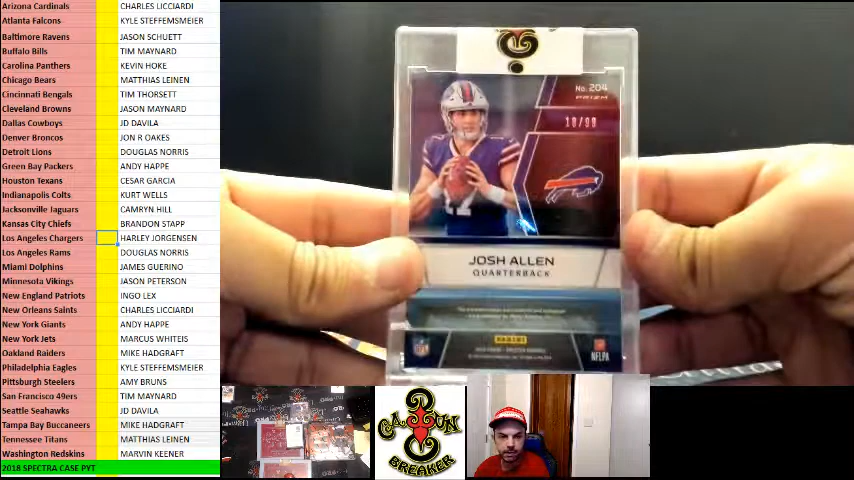 Arizona Cardinals CHARLES LICCIARDI
Atlanta Falcons KYLE STEFFEMSMEIER
Baltimore Ravens JASON SCHUETT
Buffalo Bills TIM MAYNARD
Carolina Panthers KEVIN HOKE
Chicago Bears MATTHIAS LEINEN
Cincinnati Bengals TIM THORSETT
Cleveland Browns JASON MAYNARD
Dallas Cowboys JD DAVILA
Denver Broncos JON R OAKES
Detroit Lions DOUGLAS NORRIS
Green Bay Packers ANDY HAPPE
Houston Texans CESAR GARCIA
Indianapolis Colts KURT WELLS
Jacksonville Jaguars CAMRYN HILL
Kansas City Chiefs BRANDON STAPP
Los Angeles Chargers HARLEY JORGENSEN
Los Angeles Rams DOUGLAS NORRIS
Miami Dolphins JAMES GUERINO
Minnesota Vikings JASON PETERSON
New England Patriots INGO LEX
New Orleans Saints CHARLES LICCIARDI
New York Giants ANDY HAPPE
New York Jets MARCUS WHITEIS
Oakland Raiders MIKE HADGRAFT
Philadelphia Eagles KYLE STEFFEMSMEIER
Pittsburgh Steelers AMY BRUNS
San Francisco 49ers TIM MAYNARD
Seattle Seahawks JD DAVILA
Tampa Bay Buccaneers MIKE HADGRAFT
Tennessee Titans MATTHIAS LEINEN
Washington Redskins MARVIN KEENER
2018 SPECTRA CASE PYT
No. 204
PRIZM
18/99
JOSH ALLEN
QUARTERBACK
PANINI
NFL
NFLPA
BREAKER